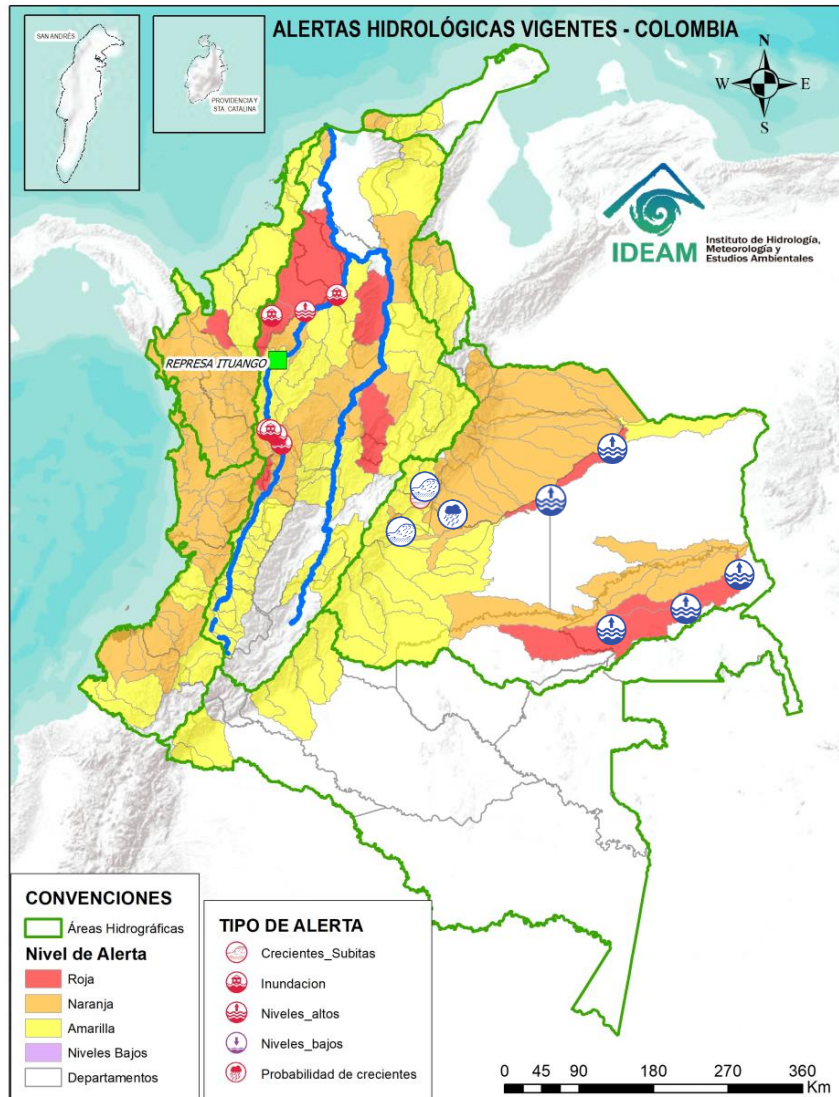 ALERTAS HIDROLÓGICAS VIGENTES - COLOMBIA
SAN ANDRÉS
PROVIDENCIA Y
STA. CATALINA
N
W
E
S
IDEAM
Instituto de Hidrología,
Meteorología y
Estudios Ambientales
REPRESA ITUANGO
CONVENCIONES
Áreas Hidrográficas
Nivel de Alerta
Roja
Naranja
Amarilla
Niveles Bajos
Departamentos
TIPO DE ALERTA
Crecientes_Subitas
Inundacion
Niveles_altos
Niveles_bajos
Probabilidad de crecientes
0 45 90 180 270 360
Km